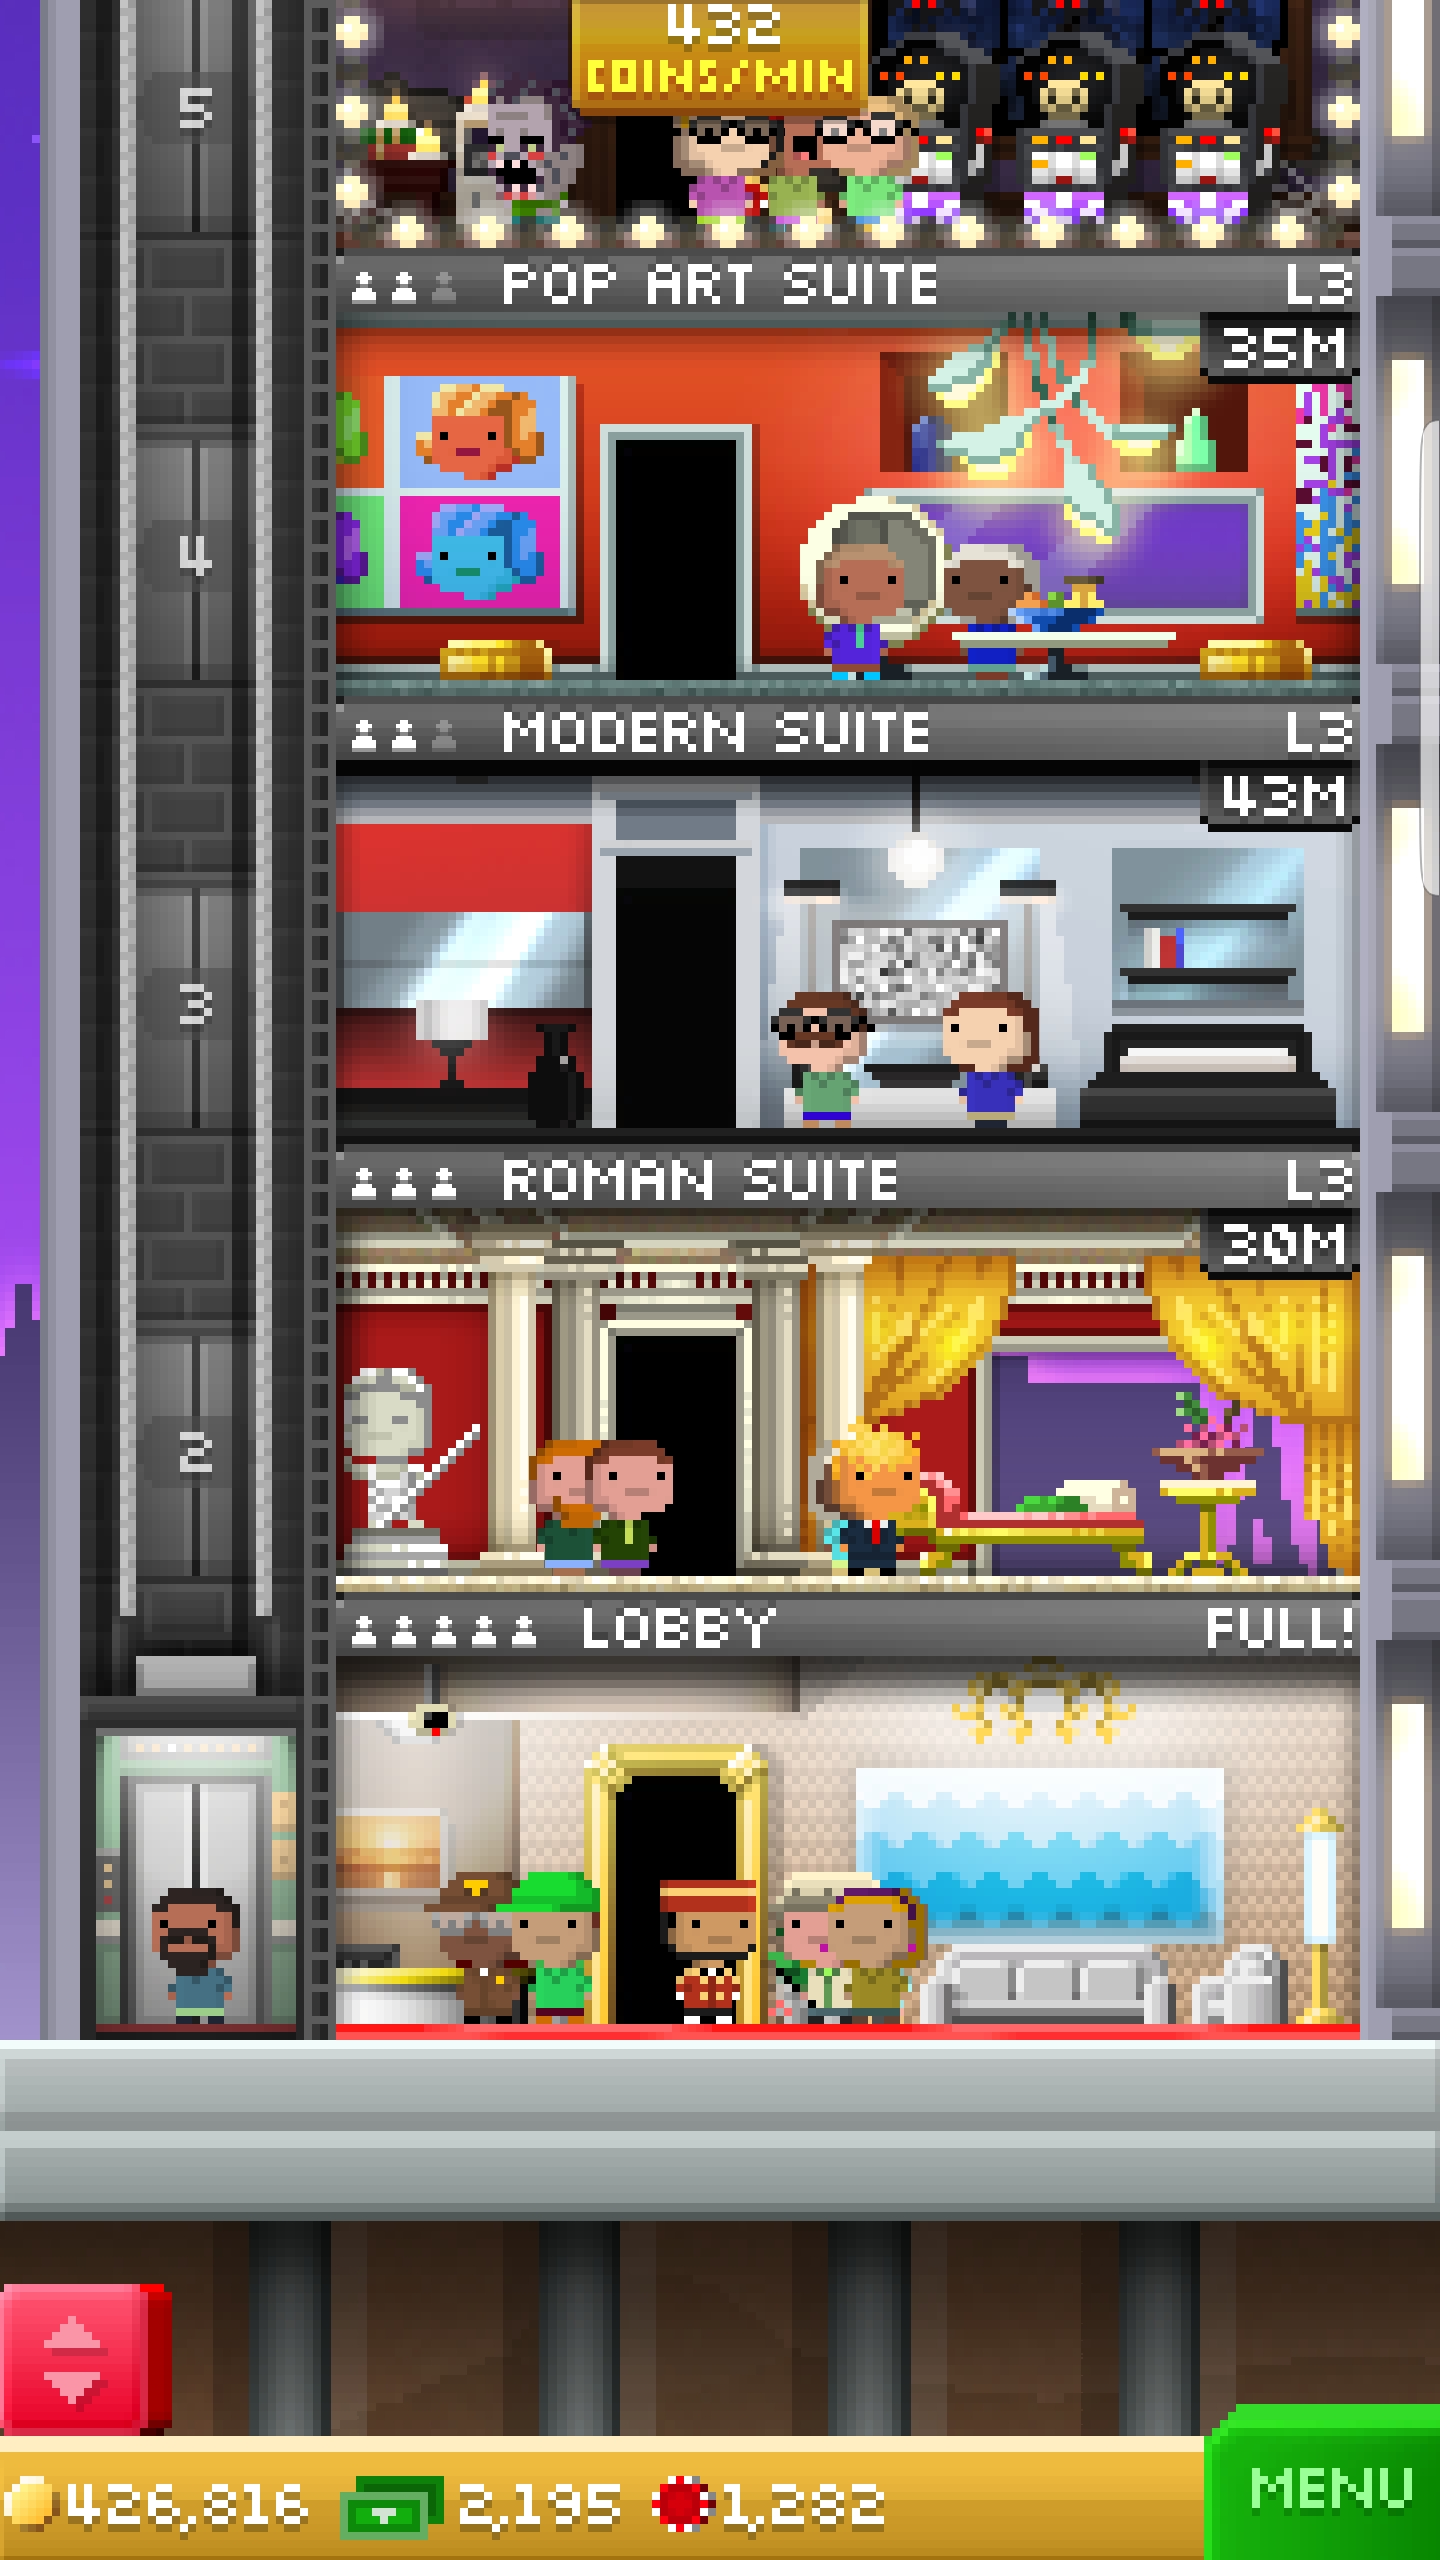 432
COINS/MIN
5
POP ART SUITE L3
35M
4
MODERN SUITE L3
43M
3
ROMAN SUITE L3
30M
2
LOBBY FULL!
426,816 2,195 1,282
MENU